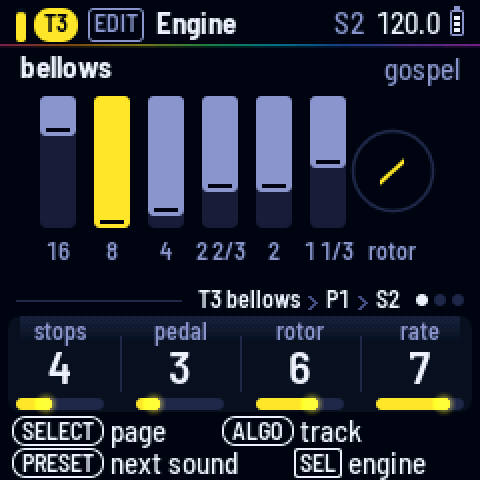 T3 EDIT Engine S2 120.0
bellows gospel
16 8 4 2 2/3 2 1 1/3 rotor
T3 bellows > P1 > S2
stops pedal rotor rate
4 3 6 7
SELECT page ALGO track
PRESET next sound SEL engine